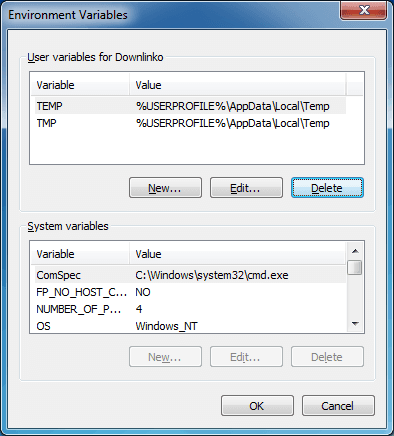 Environment Variables
User variables for Downlinko
Variable Value
TEMP %USERPROFILE%\AppData\Local\Temp
TMP %USERPROFILE%\AppData\Local\Temp
New... Edit... Delete
System variables
Variable Value
ComSpec C:\Windows\system32\cmd.exe
FP_NO_HOST_C... NO
NUMBER_OF_P... 4
OS Windows_NT
New... Edit... Delete
OK Cancel